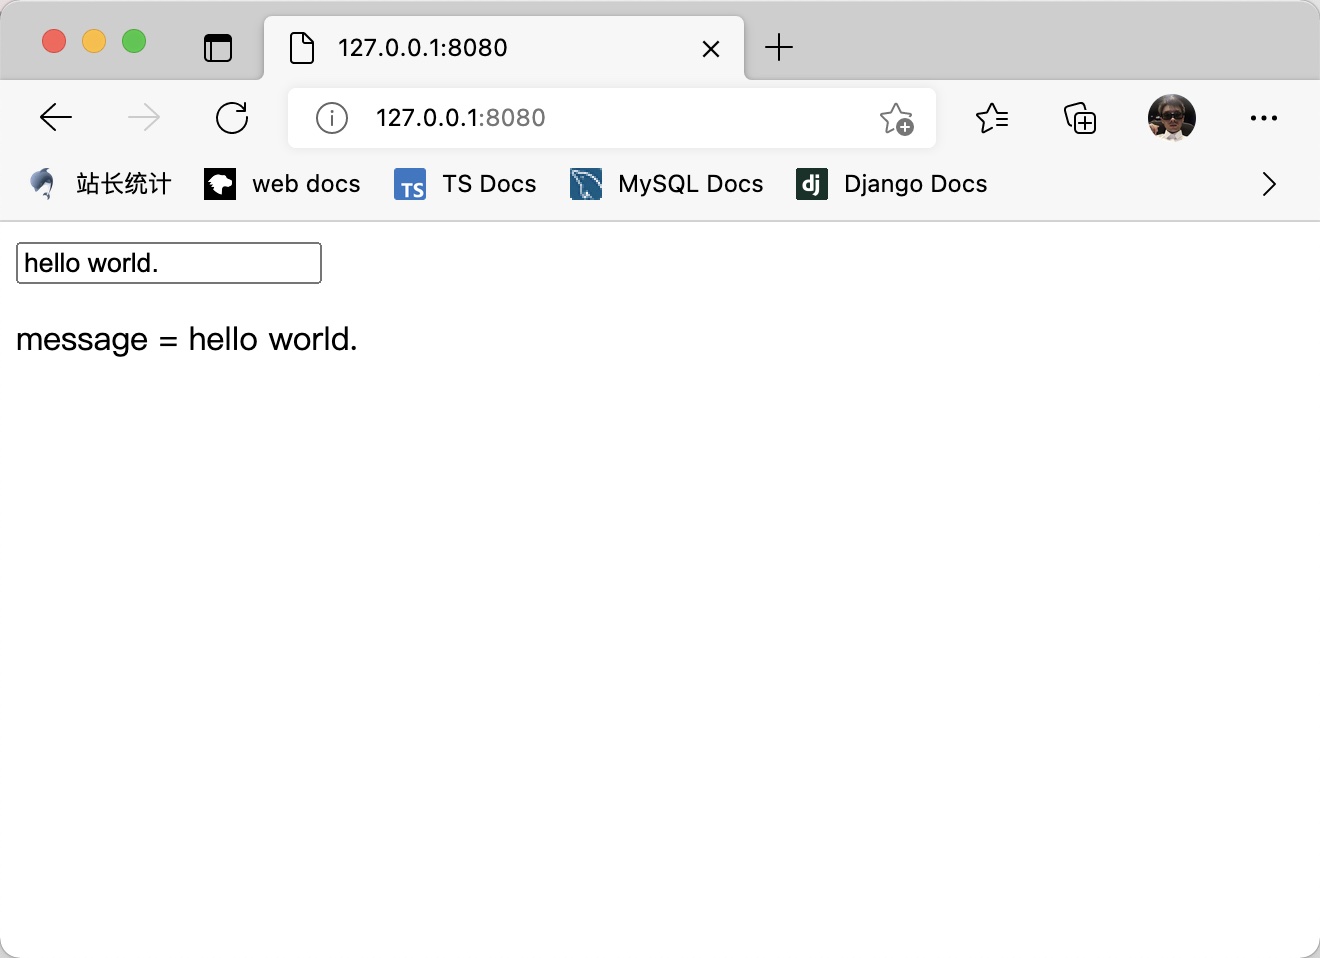 127.0.0.1:8080
127.0.0.1:8080
站长统计 web docs TS TS Docs MySQL Docs dj Django Docs
hello world.
message = hello world.